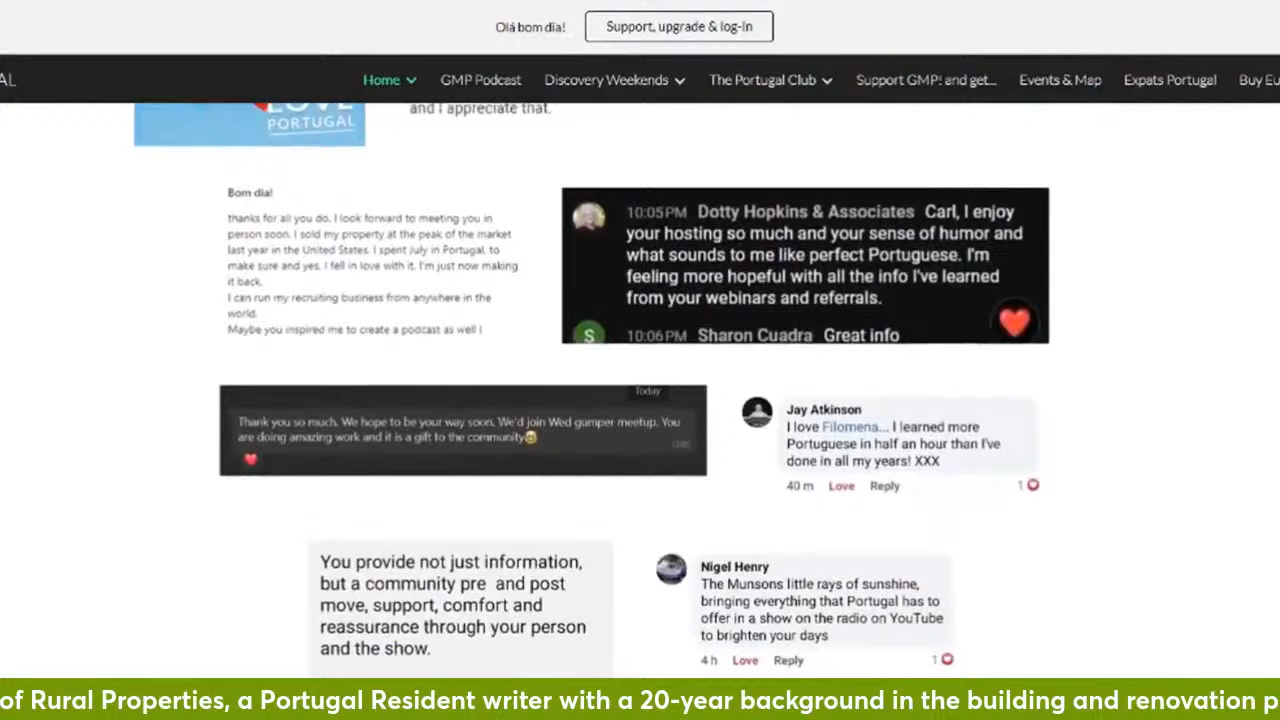 Olá bom dia!
Support, upgrade & log-in
AL
Home
GMP Podcast
Discovery Weekends
The Portugal Club
Support GMP! and get...
Events & Map
Expats Portugal
Buy Eu
LOVE
PORTUGAL
and I appreciate that.
Bom dia!
thanks for all you do. I look forward to meeting you in
person soon. I sold my property at the peak of the market
last year in the United States. I spent July in Portugal, to
make sure and yes, I fell in love with it. I'm just now making
it back.
I can run my recruiting business from anywhere in the
world.
Maybe you inspired me to create a podcast as well !
10:05 PM Dotty Hopkins & Associates Carl, I enjoy
your hosting so much and your sense of humor and
what sounds to me like perfect Portuguese. I'm
feeling more hopeful with all the info I've learned
from your webinars and referrals.
S
10:06 PM Sharon Cuadra Great info
Today
Thank you so much. We hope to be your way soon. We'd join Wed gumper meetup. You
are doing amazing work and it is a gift to the community
Jay Atkinson
I love Filomena... I learned more
Portuguese in half an hour than I've
done in all my years! XXX
40 m Love Reply 1
You provide not just information,
but a community pre and post
move, support, comfort and
reassurance through your person
and the show.
Nigel Henry
The Munsons little rays of sunshine,
bringing everything that Portugal has to
offer in a show on the radio on YouTube
to brighten your days
4 h Love Reply 1
of Rural Properties, a Portugal Resident writer with a 20-year background in the building and renovation p